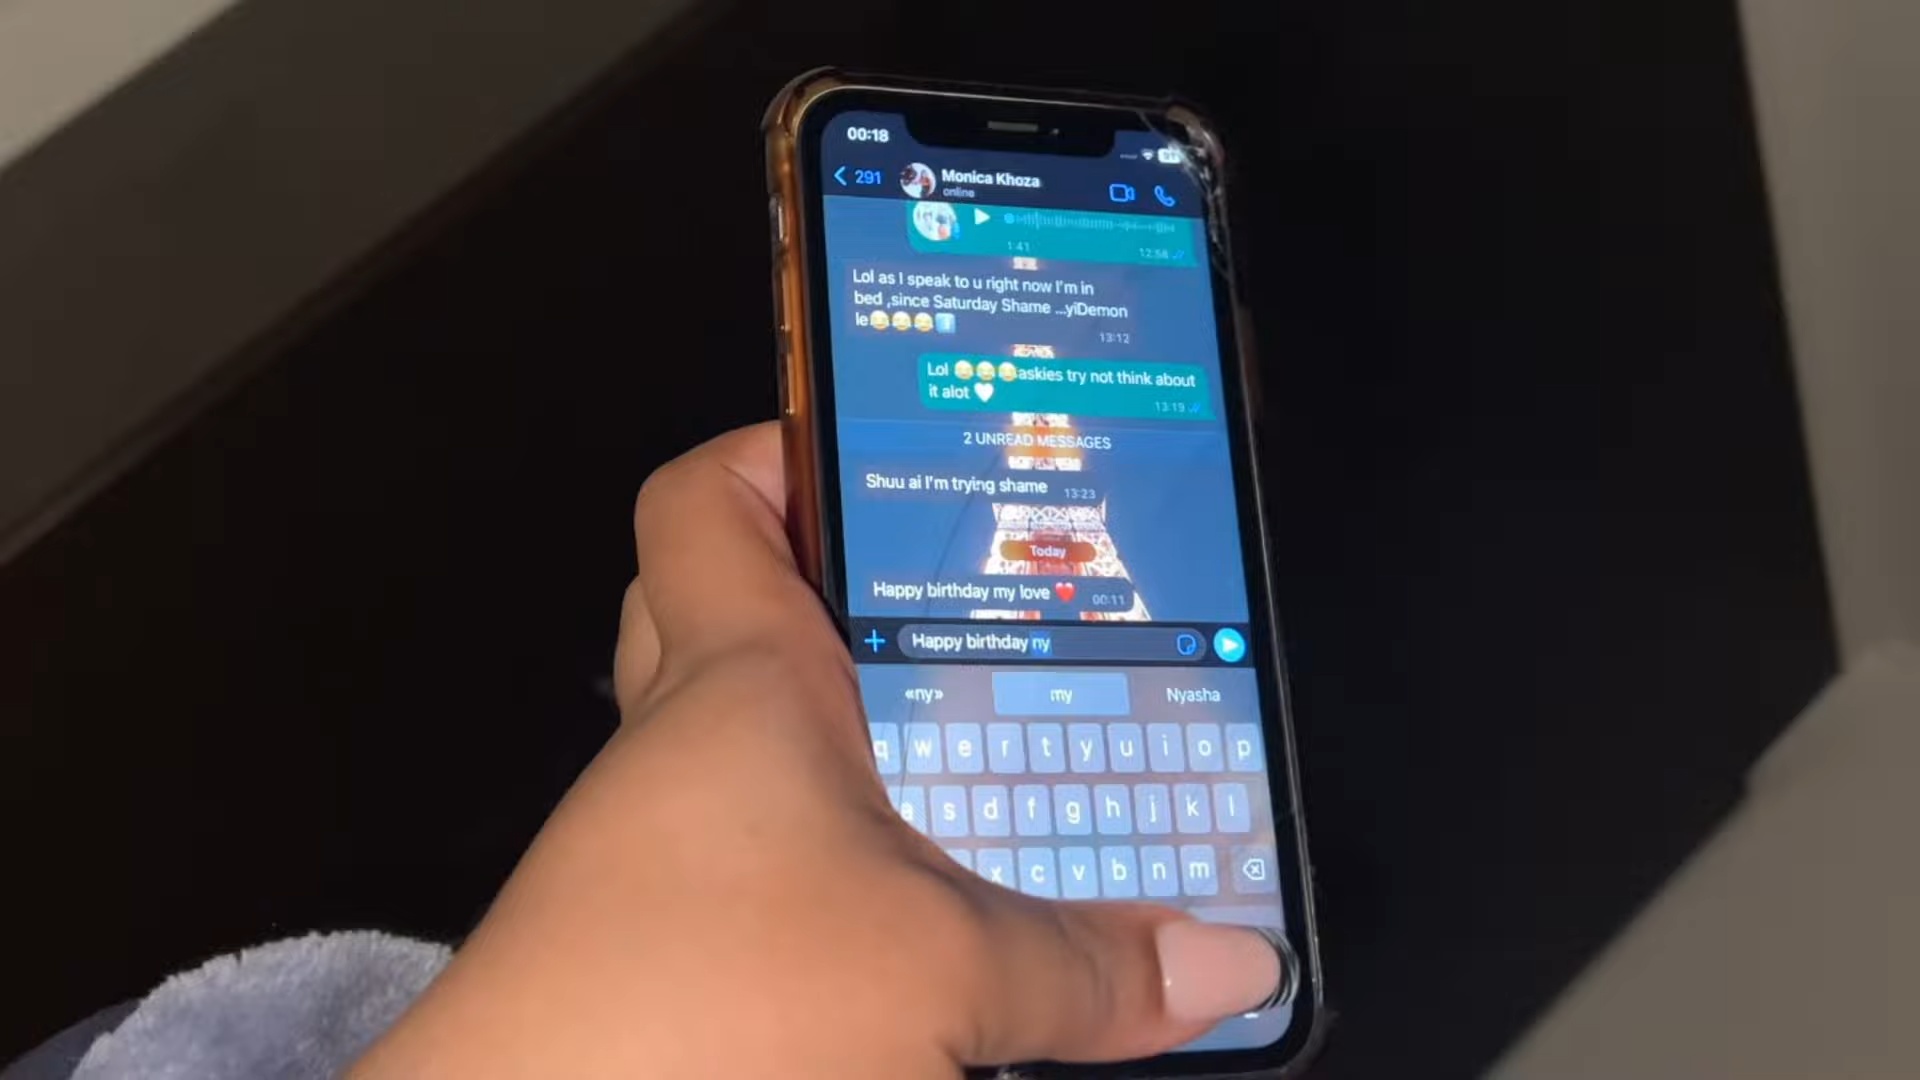 00:18
291
Monica Khoza
online
1:41
12:58
Lol as I speak to u right now I'm in
bed ,since Saturday Shame ...yiDemon
le😂😂😂
13:12
Lol 😂😂😂askies try not think about
it alot 🤍
13:19
2 UNREAD MESSAGES
Shuu ai I'm trying shame 13:23
Today
Happy birthday my love ❤️ 00:11
Happy birthday ny
«ny» my Nyasha
q w e r t y u i o p
a s d f g h j k l
x c v b n m